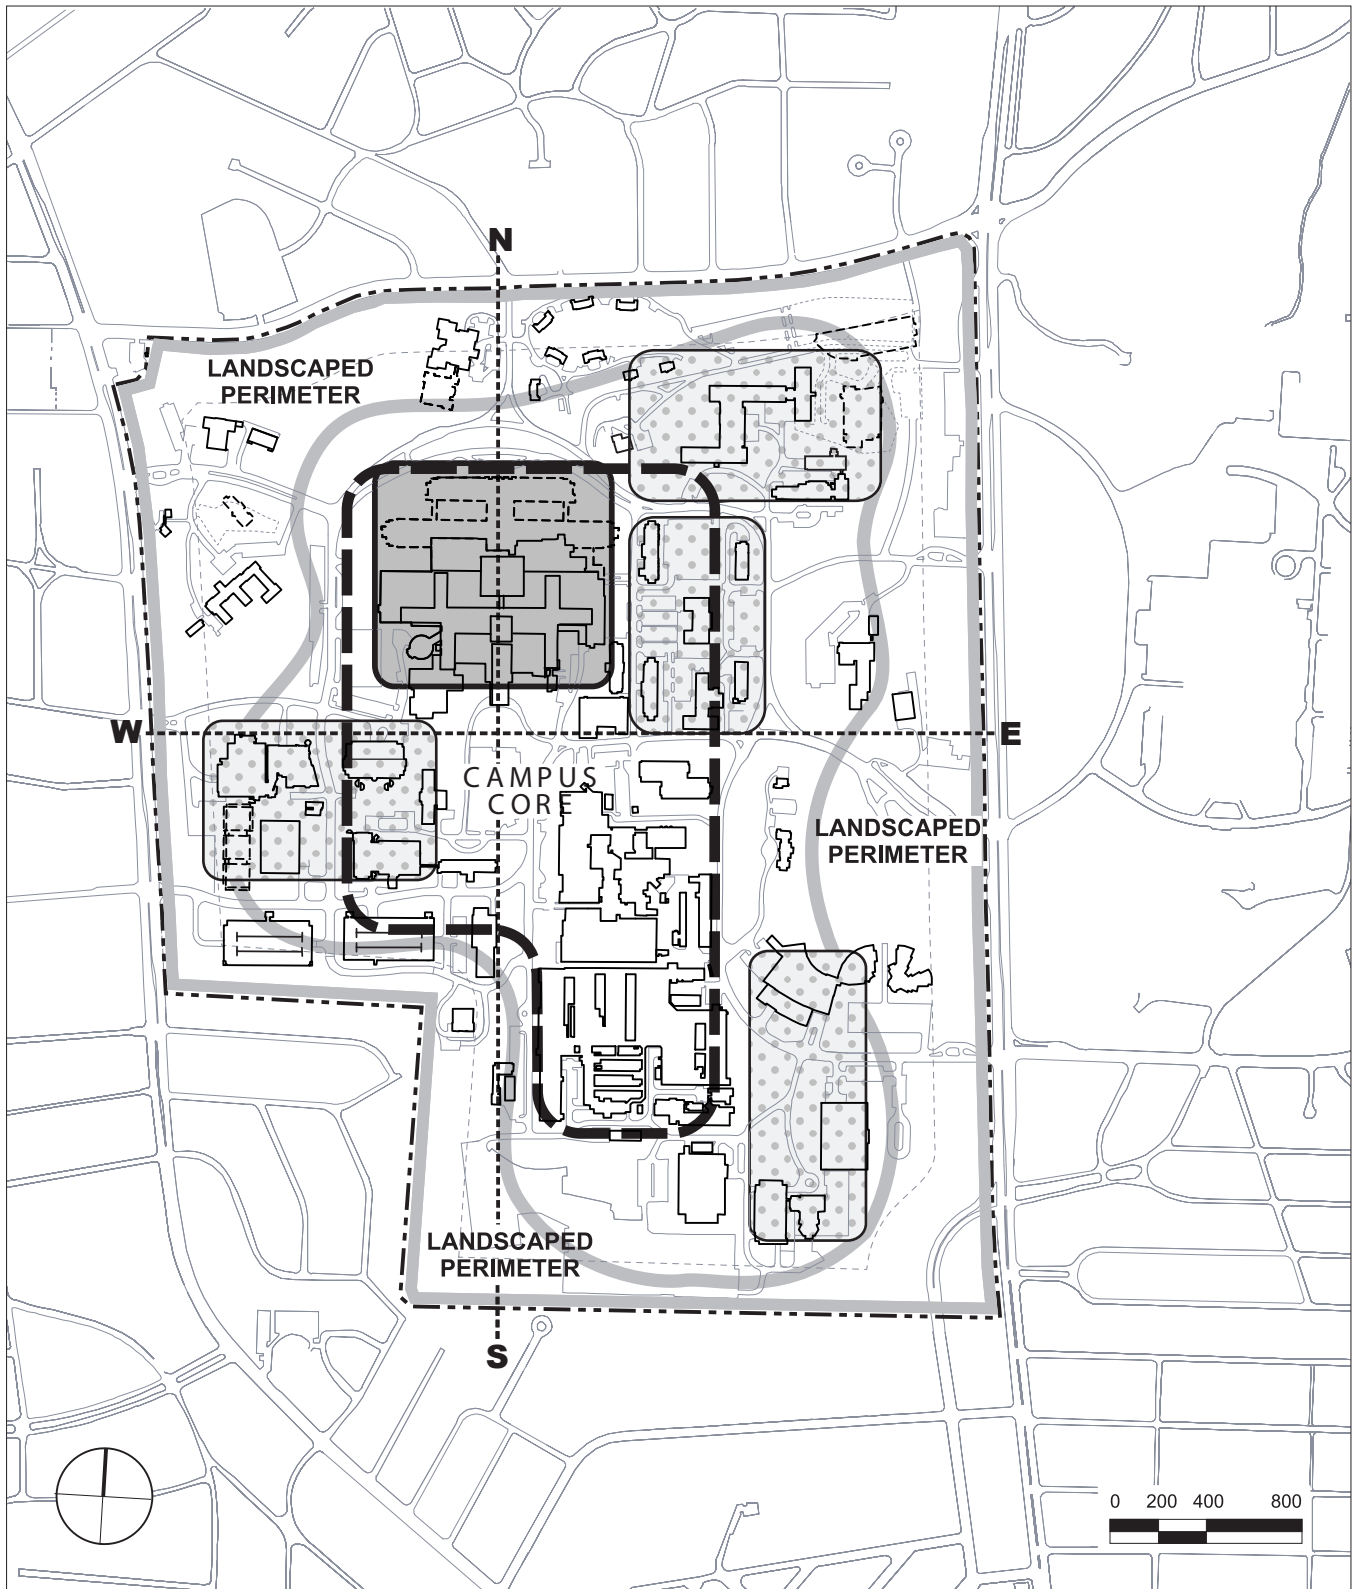 N
LANDSCAPED
PERIMETER
W
E
CAMPUS
CORE
LANDSCAPED
PERIMETER
LANDSCAPED
PERIMETER
S
0 200 400 800